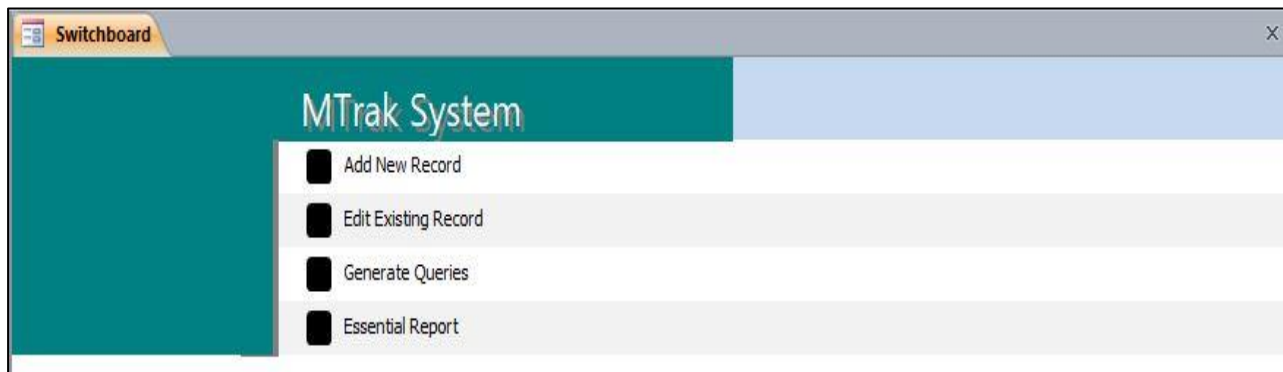 Switchboard
MTrak System
Add New Record
Edit Existing Record
Generate Queries
Essential Report